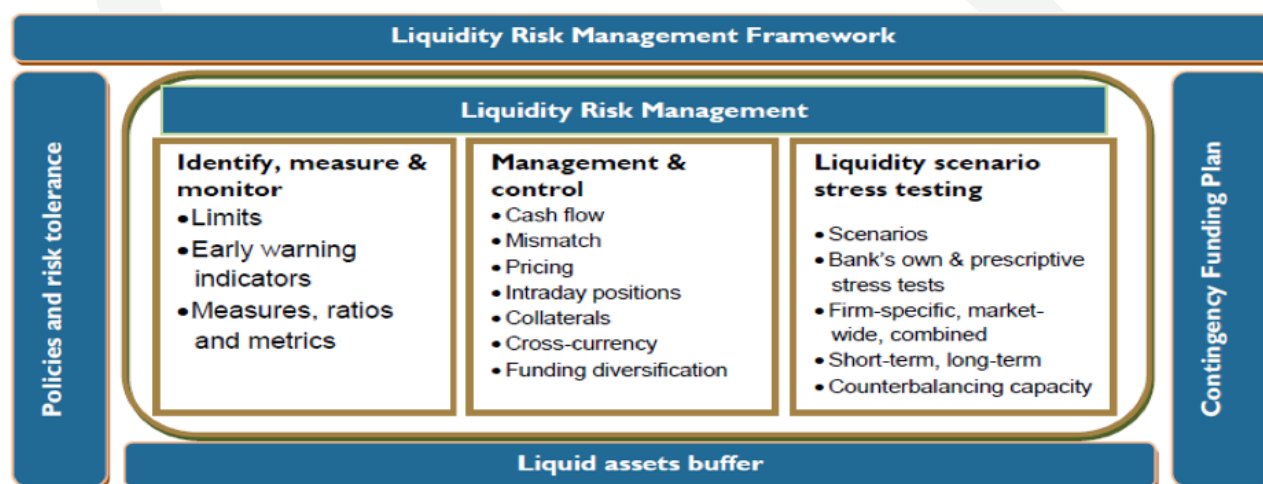 Liquidity Risk Management Framework
Policies and risk tolerance
Liquidity Risk Management
Identify, measure &
monitor
•Limits
•Early warning
indicators
•Measures, ratios
and metrics
Management &
control
• Cash flow
• Mismatch
• Pricing
• Intraday positions
• Collaterals
• Cross-currency
• Funding diversification
Liquidity scenario
stress testing
• Scenarios
• Bank's own & prescriptive
stress tests
• Firm-specific, market-
wide, combined
• Short-term, long-term
• Counterbalancing capacity
Contingency Funding Plan
Liquid assets buffer